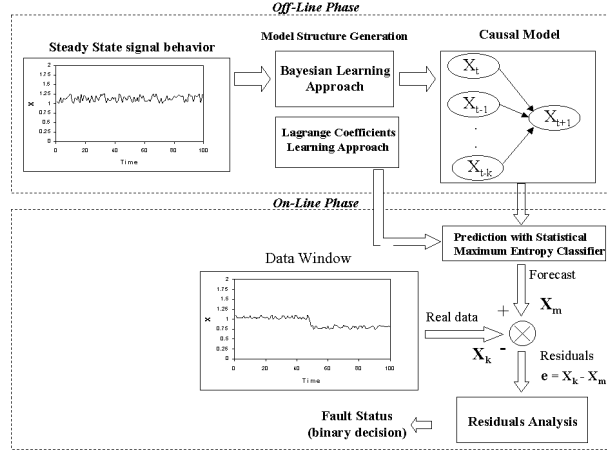 Off-Line Phase
Steady State signal behavior
Model Structure Generation
Causal Model
X
2
1.75
1.5
1.25
1
0.75
0.5
0.25
0
0 20 40 60 80 100
Time
Bayesian Learning
Approach
Lagrange Coefficients
Learning Approach
Xt
Xt-1
.
.
Xt-k
Xt+1
On-Line Phase
Prediction with Statistical
Maximum Entropy Classifier
Data Window
X
2
1.75
1.5
1.25
1
0.75
0.5
0.25
0
0 20 40 60 80 100
Time
Forecast
+ Xm
Real data
Xk -
Residuals
e = Xk - Xm
Residuals Analysis
Fault Status
(binary decision)